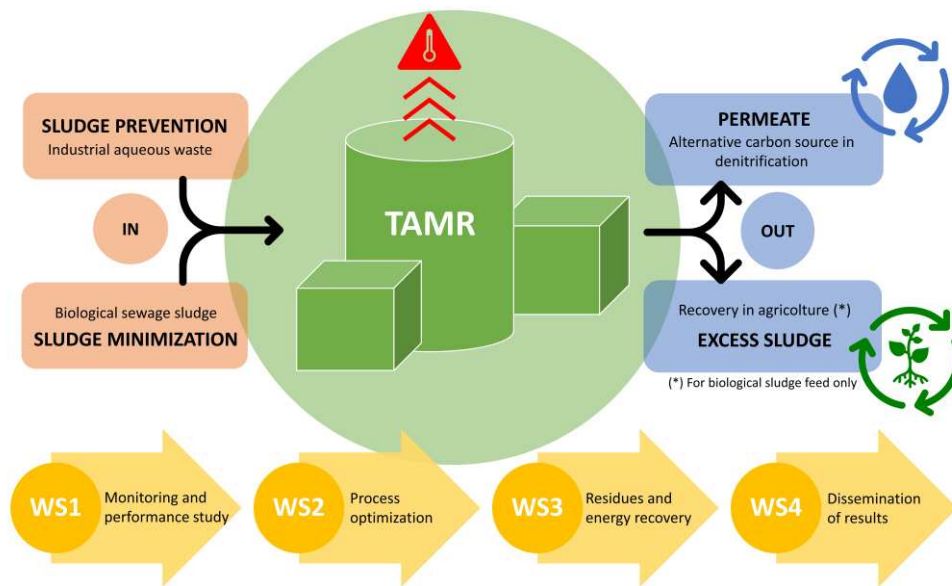 SLUDGE PREVENTION
Industrial aqueous waste
IN
Biological sewage sludge
SLUDGE MINIMIZATION
TAMR
PERMEATE
Alternative carbon source in
denitrification
OUT
Recovery in agriculture (*)
EXCESS SLUDGE
(*) For biological sludge feed only
WS1
Monitoring and
performance study
WS2
Process
optimization
WS3
Residues and
energy recovery
WS4
Dissemination
of results